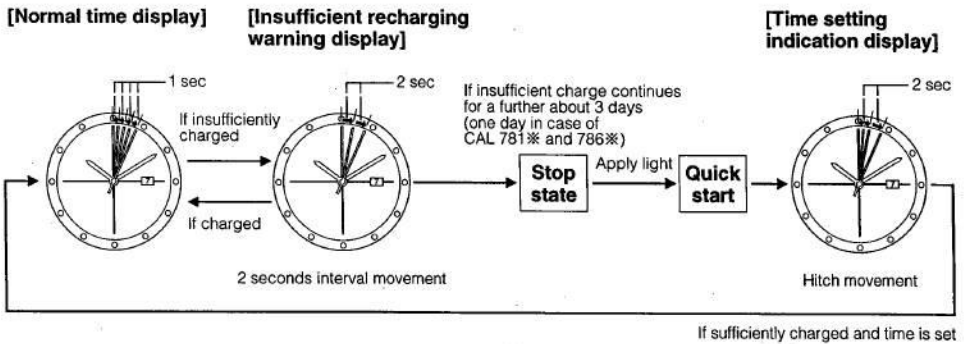 [Normal time display]
[Insufficient recharging
warning display]
[Time setting
indication display]
1 sec
2 sec
2 sec
If insufficient charge continues
for a further about 3 days
(one day in case of
CAL 781※ and 786※)
If insufficiently
charged
If charged
Stop
state
Apply light
Quick
start
7
7
7
2 seconds interval movement
Hitch movement
If sufficiently charged and time is set